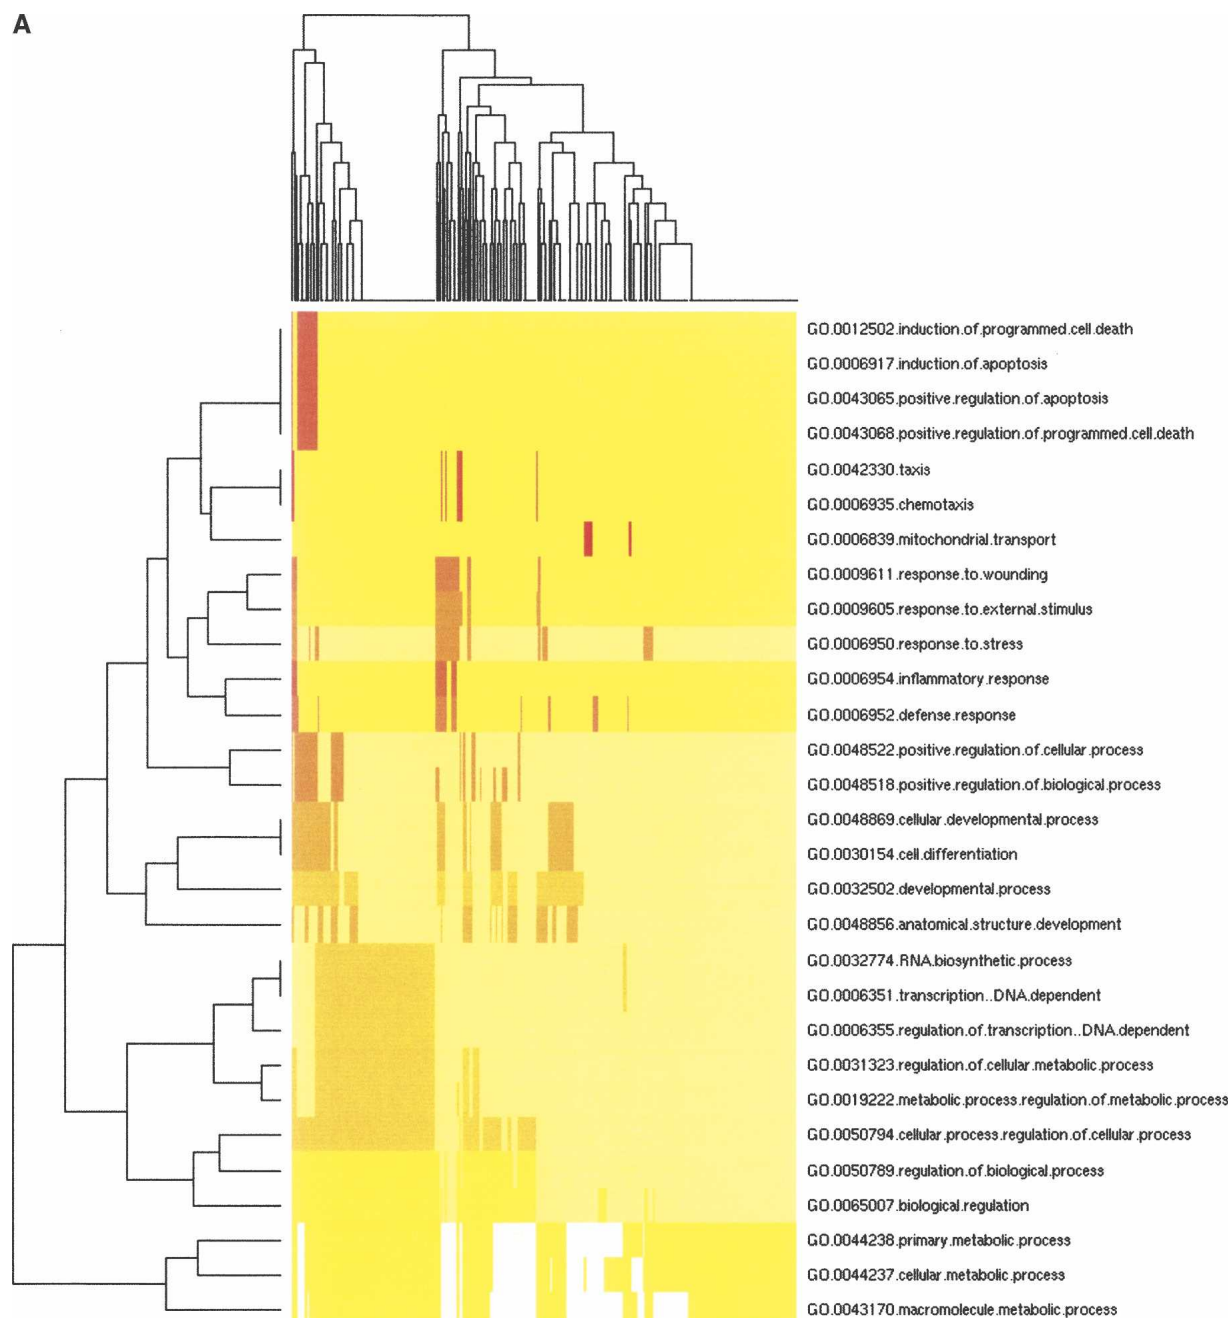 A
GO.0012502.induction.of.programmed.cell.death
GO.0006917.induction.of.apoptosis
GO.0043065.positive.regulation.of.apoptosis
GO.0043068.positive.regulation.of.programmed.cell.death
GO.0042330.taxis
GO.0006935.chemotaxis
GO.0006839.mitochondrial.transport
GO.0009611.response.to.wounding
GO.0009605.response.to.external.stimulus
GO.0006950.response.to.stress
GO.0006954.inflammatory.response
GO.0006952.defense.response
GO.0048522.positive.regulation.of.cellular.process
GO.0048518.positive.regulation.of.biological.process
GO.0048869.cellular.developmental.process
GO.0030154.cell.differentiation
GO.0032502.developmental.process
GO.0048856.anatomical.structure.development
GO.0032774.RNA.biosynthetic.process
GO.0006351.transcription..DNA.dependent
GO.0006355.regulation.of.transcription..DNA.dependent
GO.0031323.regulation.of.cellular.metabolic.process
GO.0019222.metabolic.process.regulation.of.metabolic.process
GO.0050794.cellular.process.regulation.of.cellular.process
GO.0050789.regulation.of.biological.process
GO.0065007.biological.regulation
GO.0044238.primary.metabolic.process
GO.0044237.cellular.metabolic.process
GO.0043170.macromolecule.metabolic.process